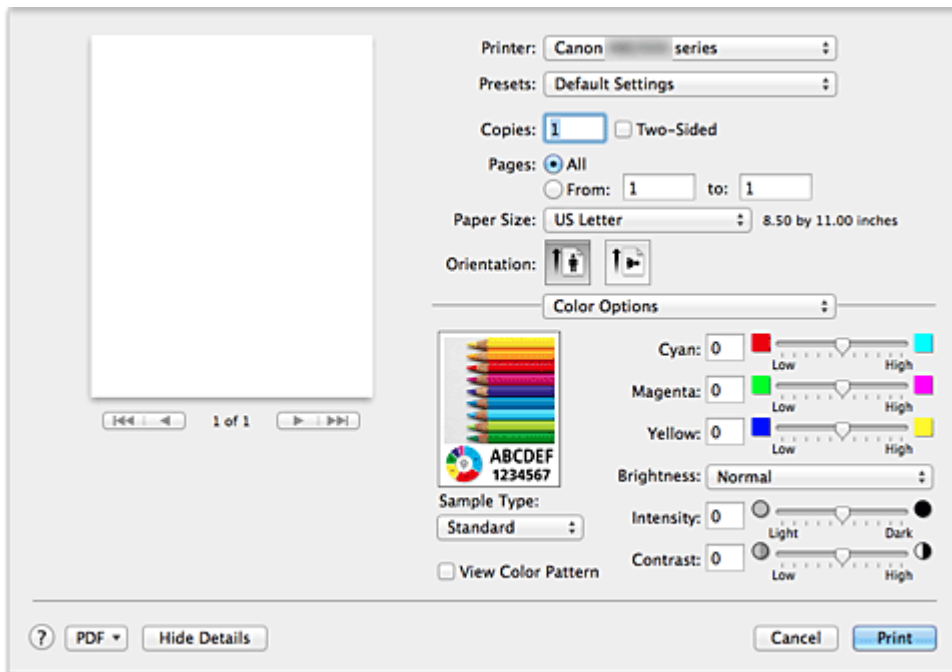 Printer: Canon series
Presets: Default Settings
Copies: 1 Two-Sided
Pages: All
From: 1 to: 1
Paper Size: US Letter 8.50 by 11.00 inches
Orientation:
Color Options
Cyan: 0
Low High
Magenta: 0
Low High
Yellow: 0
Low High
ABCDEF
1234567
Brightness: Normal
Sample Type:
Standard
Intensity: 0
Light Dark
View Color Pattern
Contrast: 0
Low High
1 of 1
? PDF Hide Details Cancel Print